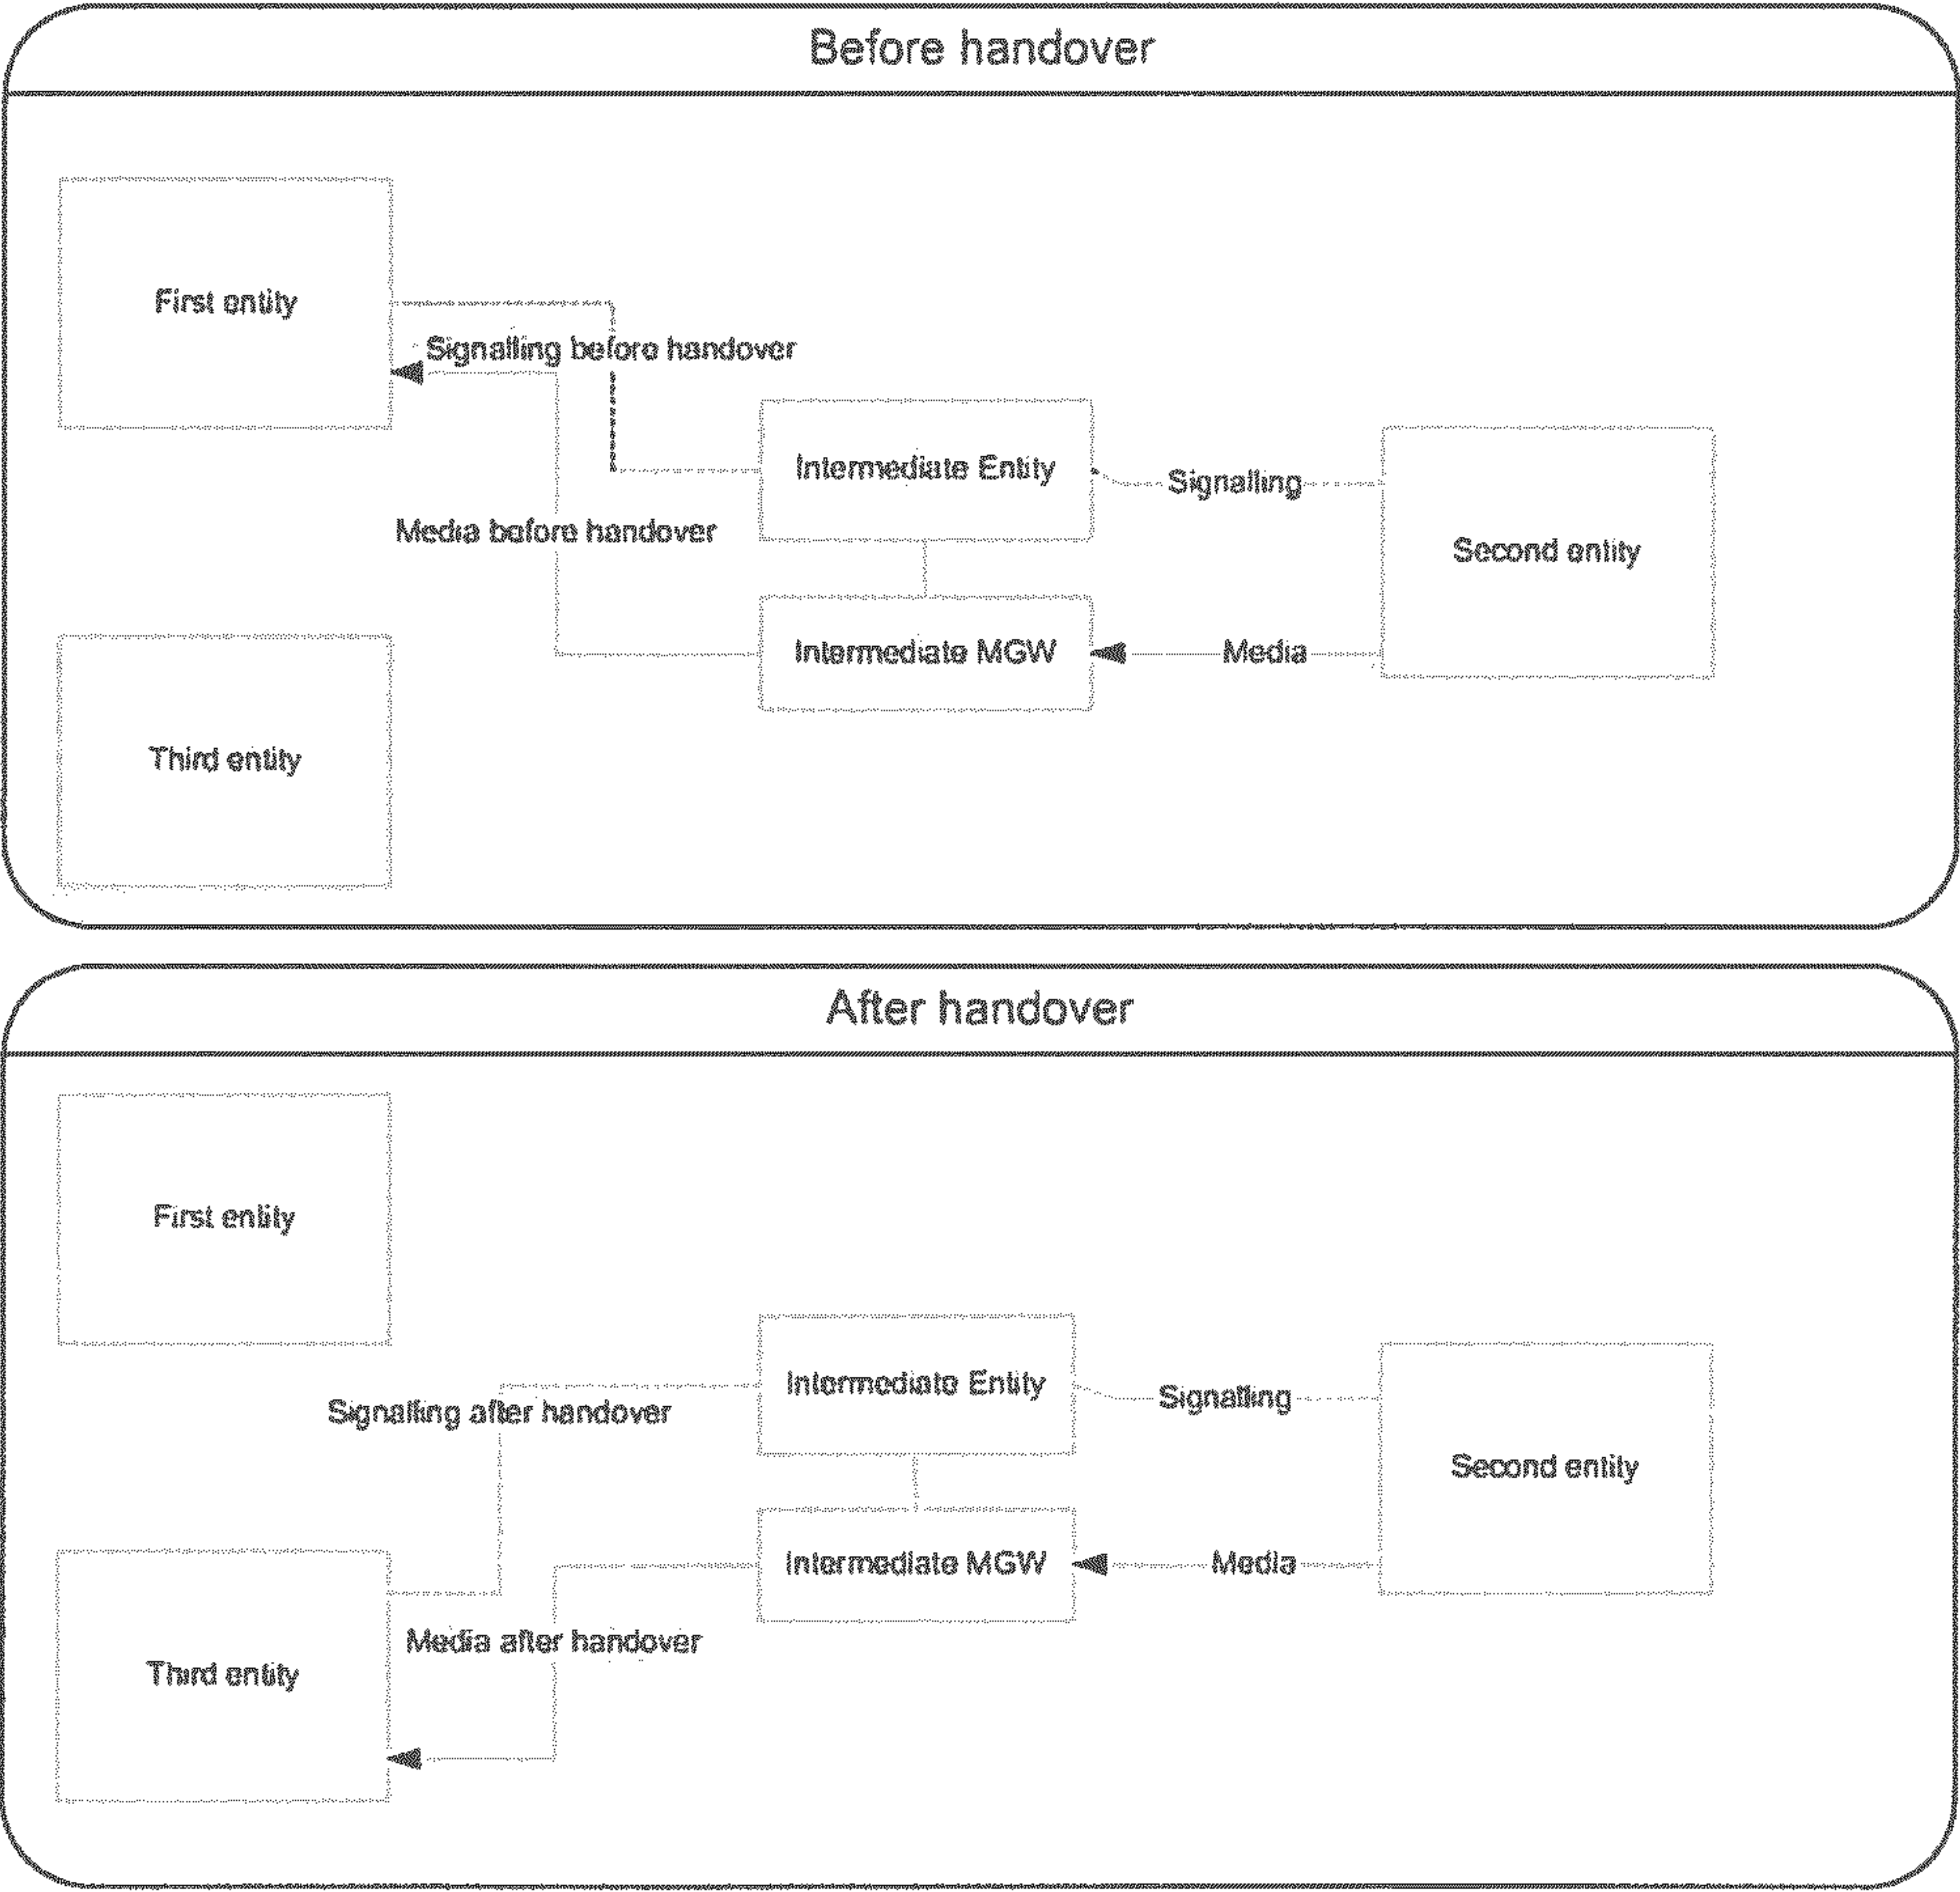 Before handover
First entity
Signalling before handover
Intermediate Entity
Signalling
Media before handover
Second entity
Intermediate MGW
Media
Third entity
After handover
First entity
Intermediate Entity
Signalling
Signalling after handover
Second entity
Intermediate MGW
Media
Media after handover
Third entity